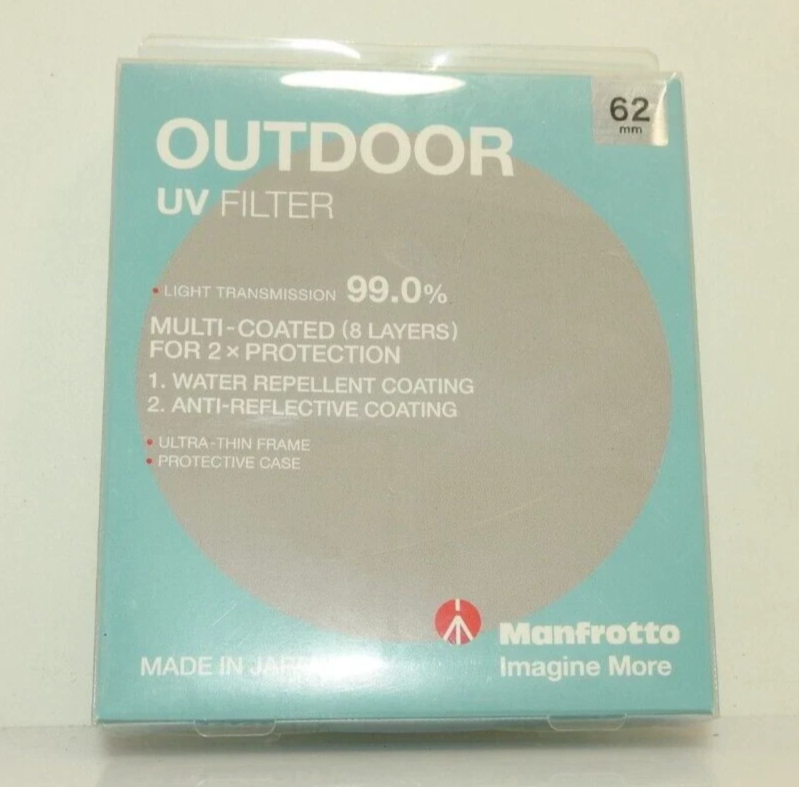 62
mm
OUTDOOR
UV FILTER
• LIGHT TRANSMISSION 99.0%
MULTI-COATED (8 LAYERS)
FOR 2 × PROTECTION
1. WATER REPELLENT COATING
2. ANTI-REFLECTIVE COATING
• ULTRA-THIN FRAME
• PROTECTIVE CASE
Manfrotto
MADE IN
Imagine More